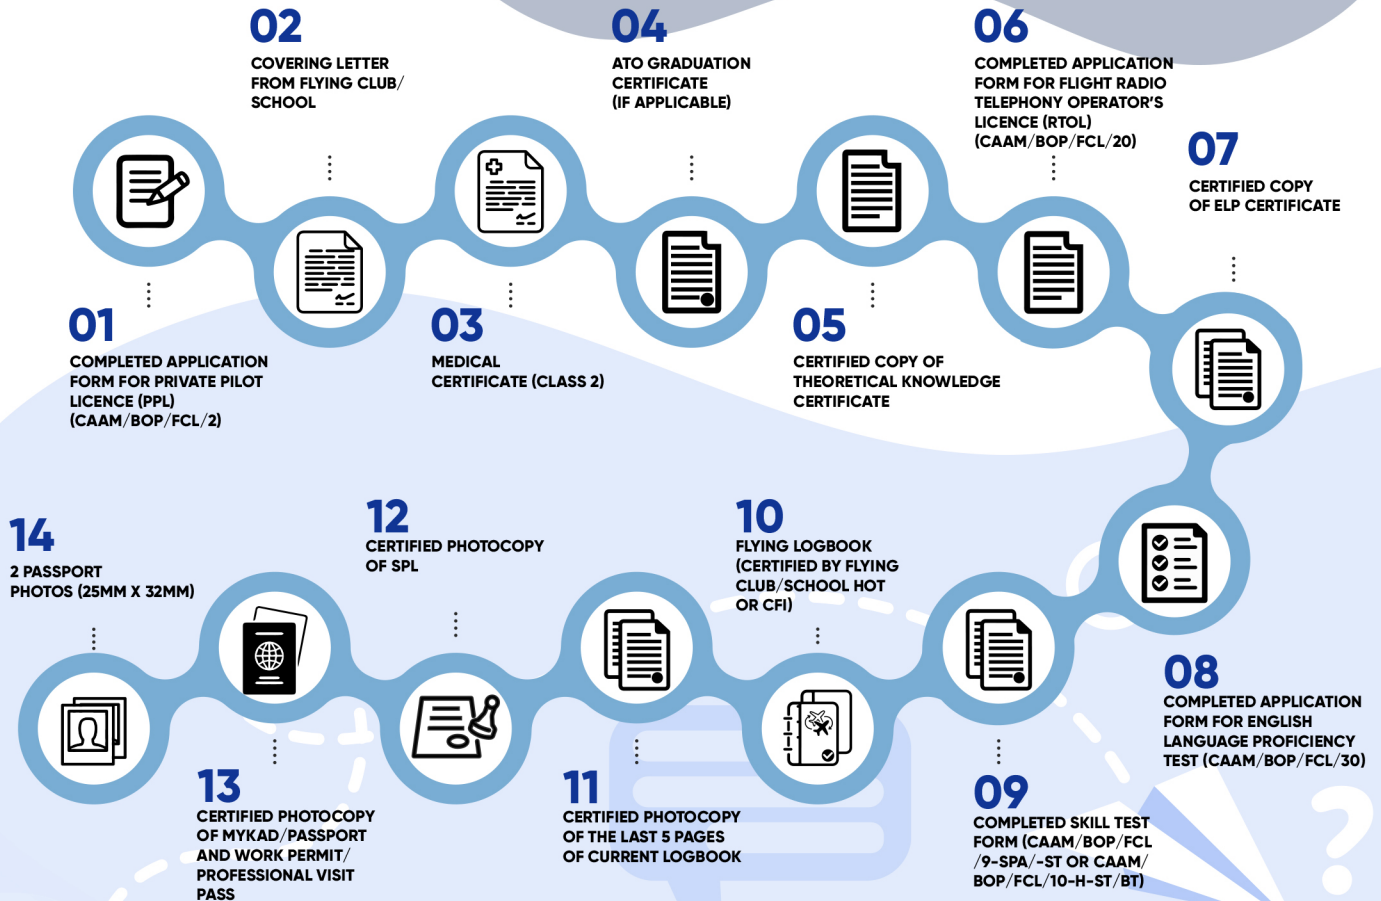 01
COMPLETED APPLICATION
FORM FOR PRIVATE PILOT
LICENCE (PPL)
(CAAM/BOP/FCL/2)
02
COVERING LETTER
FROM FLYING CLUB/
SCHOOL
03
MEDICAL
CERTIFICATE (CLASS 2)
04
ATO GRADUATION
CERTIFICATE
(IF APPLICABLE)
05
CERTIFIED COPY OF
THEORETICAL KNOWLEDGE
CERTIFICATE
06
COMPLETED APPLICATION
FORM FOR FLIGHT RADIO
TELEPHONY OPERATOR'S
LICENCE (RTOL)
(CAAM/BOP/FCL/20)
07
CERTIFIED COPY
OF ELP CERTIFICATE
08
COMPLETED APPLICATION
FORM FOR ENGLISH
LANGUAGE PROFICIENCY
TEST (CAAM/BOP/FCL/30)
09
COMPLETED SKILL TEST
FORM (CAAM/BOP/FCL
/9-SPA/-ST OR CAAM/
BOP/FCL/10-H-ST/BT)
10
FLYING LOGBOOK
(CERTIFIED BY FLYING
CLUB/SCHOOL HOT
OR CFI)
11
CERTIFIED PHOTOCOPY
OF THE LAST 5 PAGES
OF CURRENT LOGBOOK
12
CERTIFIED PHOTOCOPY
OF SPL
13
CERTIFIED PHOTOCOPY
OF MYKAD/PASSPORT
AND WORK PERMIT/
PROFESSIONAL VISIT
PASS
14
2 PASSPORT
PHOTOS (25MM X 32MM)
?